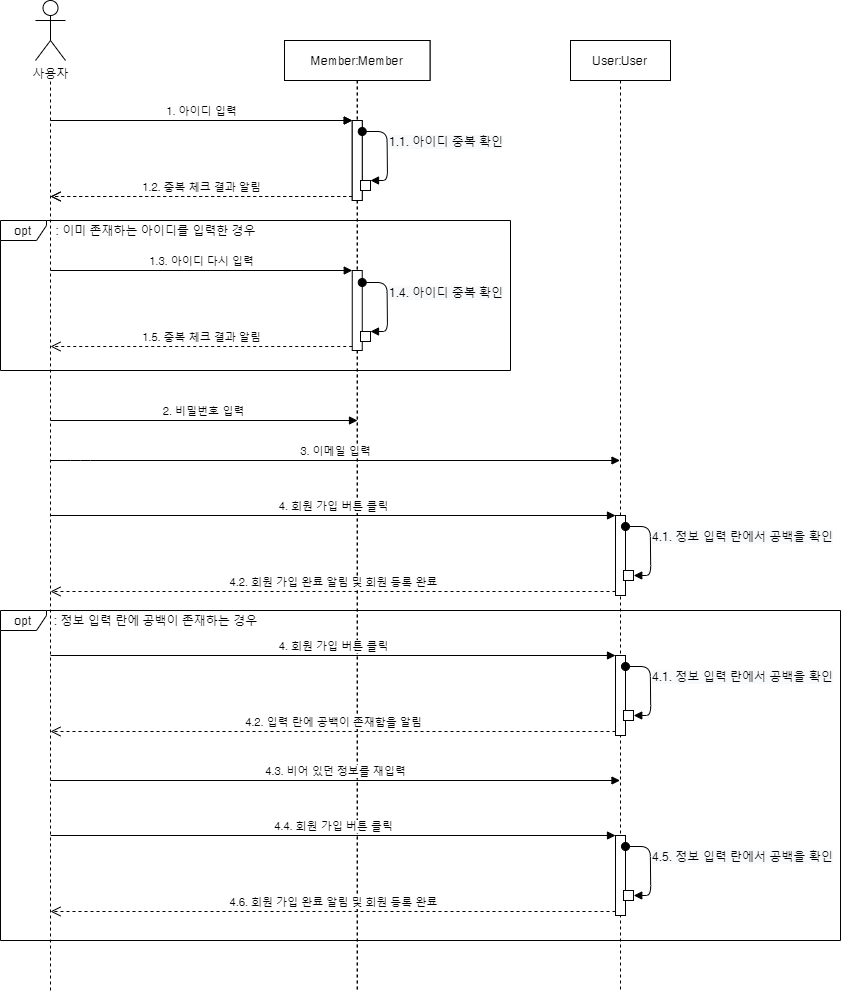 사용자
Member:Member
User:User
1. 아이디 입력
1.1. 아이디 중복 확인
1.2. 중복 체크 결과 알림
opt
: 이미 존재하는 아이디를 입력한 경우
1.3. 아이디 다시 입력
1.4. 아이디 중복 확인
1.5. 중복 체크 결과 알림
2. 비밀번호 입력
3. 이메일 입력
4. 회원 가입 버튼 클릭
4.1. 정보 입력 란에서 공백을 확인
4.2. 회원 가입 완료 알림 및 회원 등록 완료
opt
: 정보 입력 란에 공백이 존재하는 경우
4. 회원 가입 버튼 클릭
4.1. 정보 입력 란에서 공백을 확인
4.2. 입력 란에 공백이 존재함을 알림
4.3. 비어 있던 정보를 재입력
4.4. 회원 가입 버튼 클릭
4.5. 정보 입력 란에서 공백을 확인
4.6. 회원 가입 완료 알림 및 회원 등록 완료